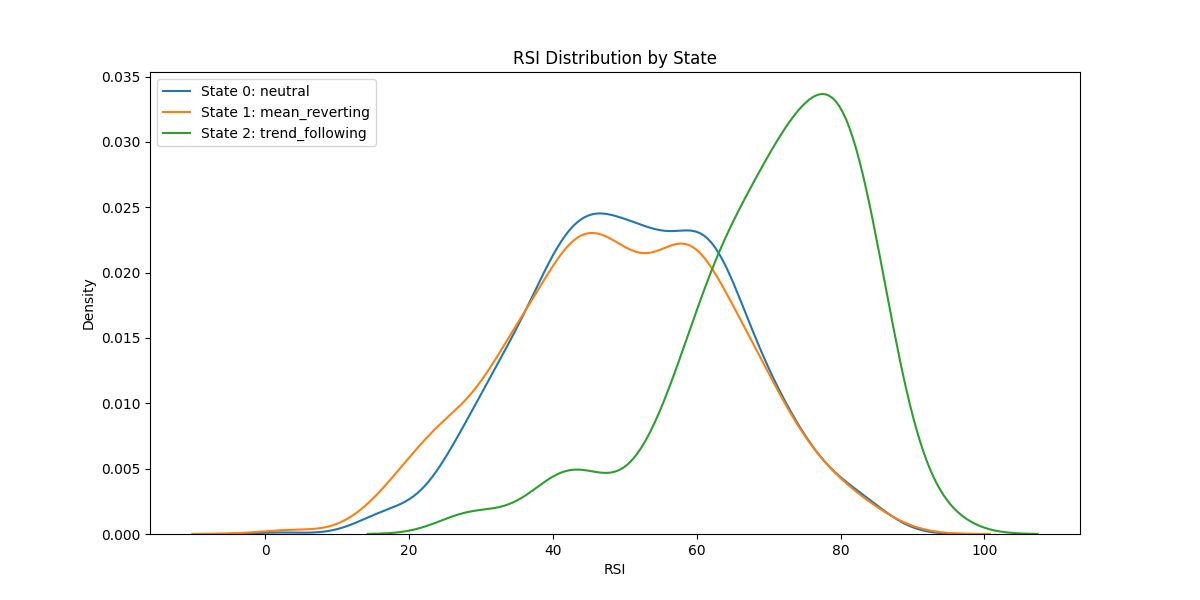 RSI Distribution by State
State 0: neutral
State 1: mean_reverting
State 2: trend_following
0.035
0.030
0.025
0.020
0.015
0.010
0.005
0.000
Density
0
20
40
60
80
100
RSI